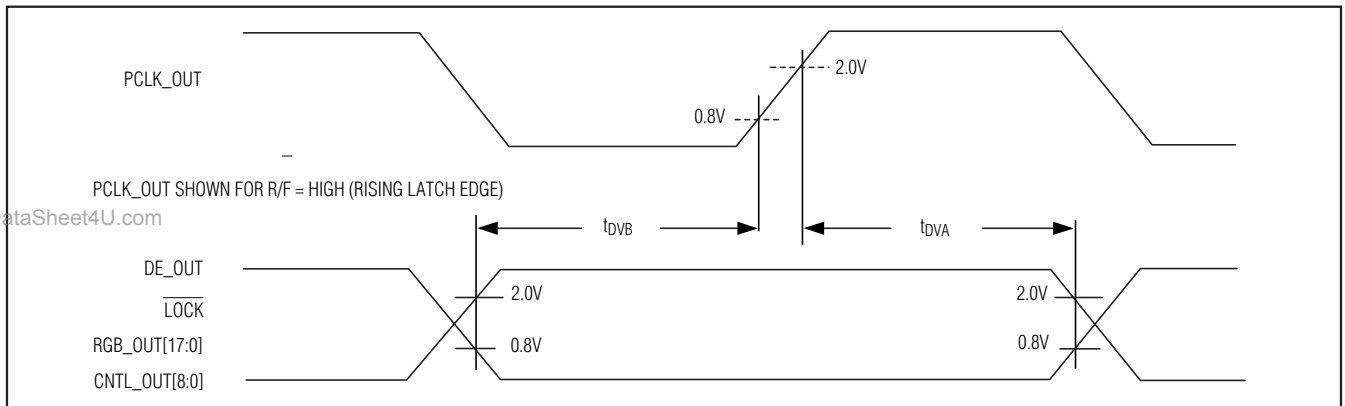 PCLK_OUT
2.0V
0.8V
PCLK_OUT SHOWN FOR R/F̅ = HIGH (RISING LATCH EDGE)
ataSheet4U.com
tDVB
tDVA
DE_OUT
2.0V
2.0V
L̅O̅C̅K̅
RGB_OUT[17:0]
0.8V
0.8V
CNTL_OUT[8:0]